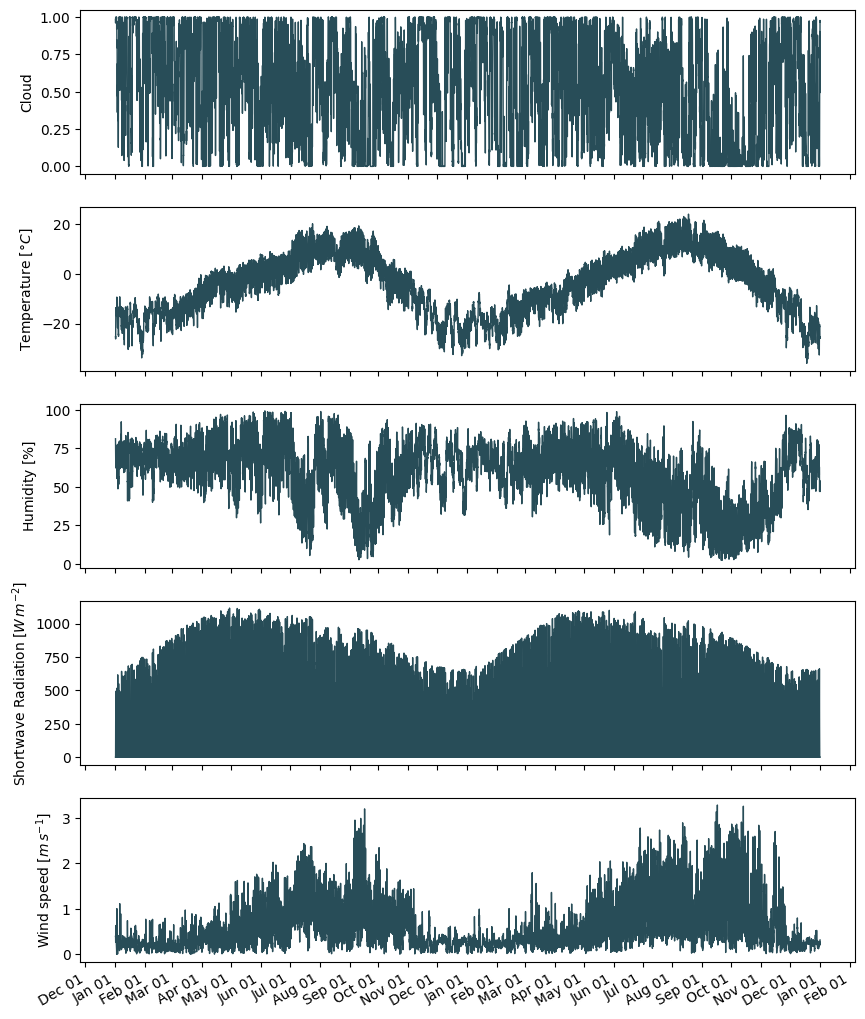 1.00
0.75
0.50
0.25
0.00
Cloud
20
0
−20
Temperature [°C]
100
75
50
25
0
Humidity [%]
1000
750
500
250
0
Shortwave Radiation [W m⁻²]
3
2
1
0
Wind speed [m s⁻¹]
Dec 01
Jan 01
Feb 01
Mar 01
Apr 01
May 01
Jun 01
Jul 01
Aug 01
Sep 01
Oct 01
Nov 01
Dec 01
Jan 01
Feb 01
Mar 01
Apr 01
May 01
Jun 01
Jul 01
Aug 01
Sep 01
Oct 01
Nov 01
Dec 01
Jan 01
Feb 01